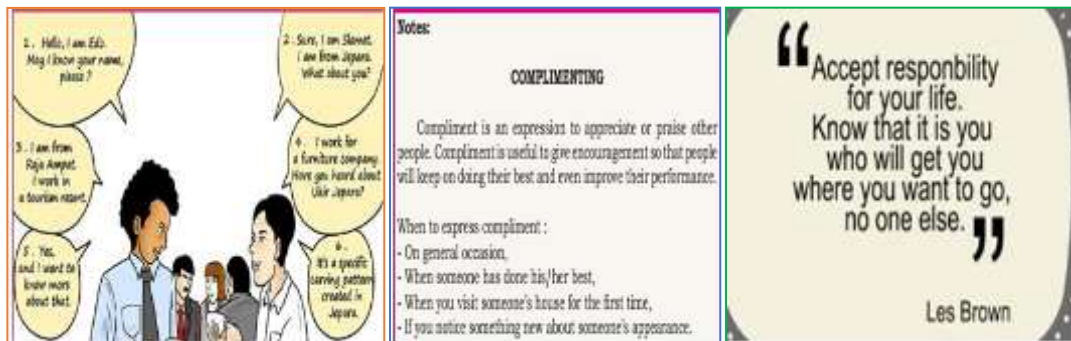 1. Hello, I am Edo.
May I know your name,
please ?
2. Sure, I am Slamet.
I am from Jepara.
What about you?
3. I am from
Raja Ampat.
I work in
a tourism resort.
4. I work for
a furniture company.
Have you heard about
Ukir Jepara?
5. Yes,
and I want to
know more
about that.
6.
It's a specific
carving pattern
created in
Jepara.
Notes:
COMPLIMENTING
Compliment is an expression to appreciate or praise other
people. Compliment is useful to give encouragement so that people
will keep on doing their best and even improve their performance.
When to express compliment :
- On general occasion,
- When someone has done his/her best,
- When you visit someone's house for the first time,
- If you notice something new about someone's appearance.
“Accept responbility
for your life.
Know that it is you
who will get you
where you want to go,
no one else.”
Les Brown